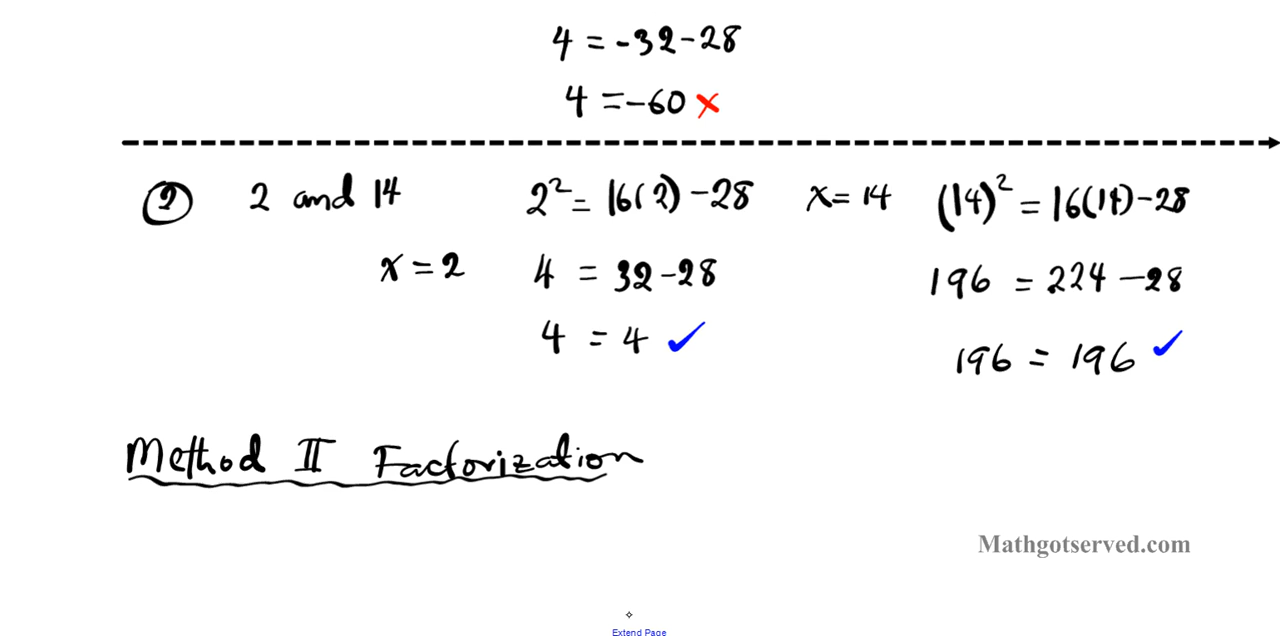 4 = -32-28
4 = -60 ×
② 2 and 14 2² = 16(2) -28 x = 14 (14)² = 16(14) -28
x = 2 4 = 32 -28 196 = 224 -28
4 = 4 ✓ 196 = 196 ✓
Method II Factorization
Mathgotserved.com
Extend Page